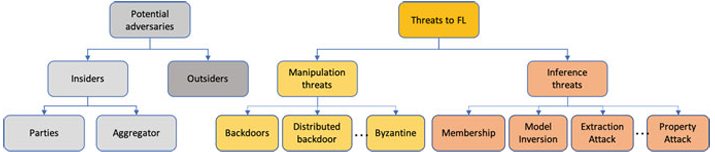 Potential
adversaries
Threats to FL
Insiders
Outsiders
Manipulation
threats
Inference
threats
Parties
Aggregator
Backdoors
Distributed
backdoor
...
Byzantine
Membership
Model
Inversion
Extraction
Attack
...
Property
Attack